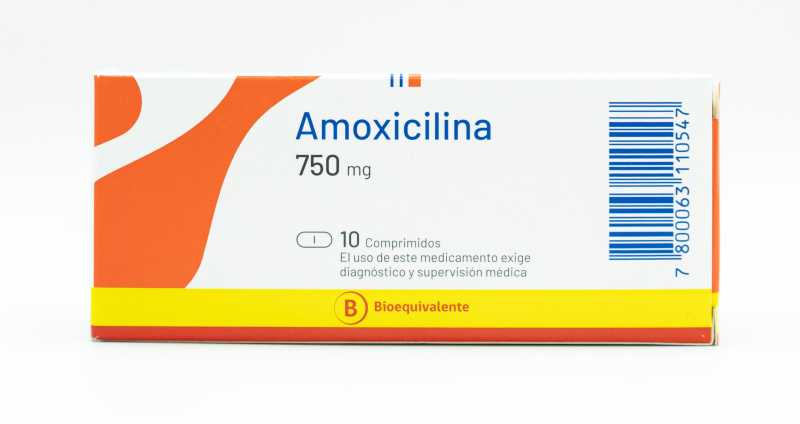 Amoxicilina
750 mg
10 Comprimidos
El uso de este medicamento exige
diagnóstico y supervisión médica
B Bioequivalente
7 800063 110547